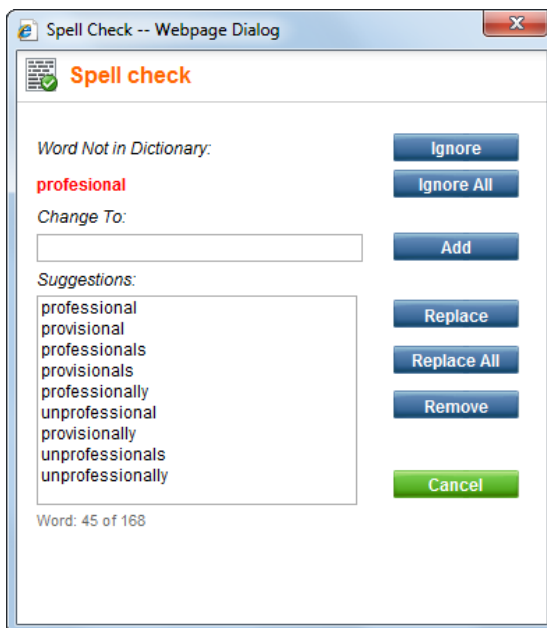 Spell Check -- Webpage Dialog
Spell check
Word Not in Dictionary:
Ignore
profesional
Ignore All
Change To:
Add
Suggestions:
professional
provisional
professionals
provisionals
professionally
unprofessional
provisionally
unprofessionals
unprofessionally
Replace
Replace All
Remove
Cancel
Word: 45 of 168